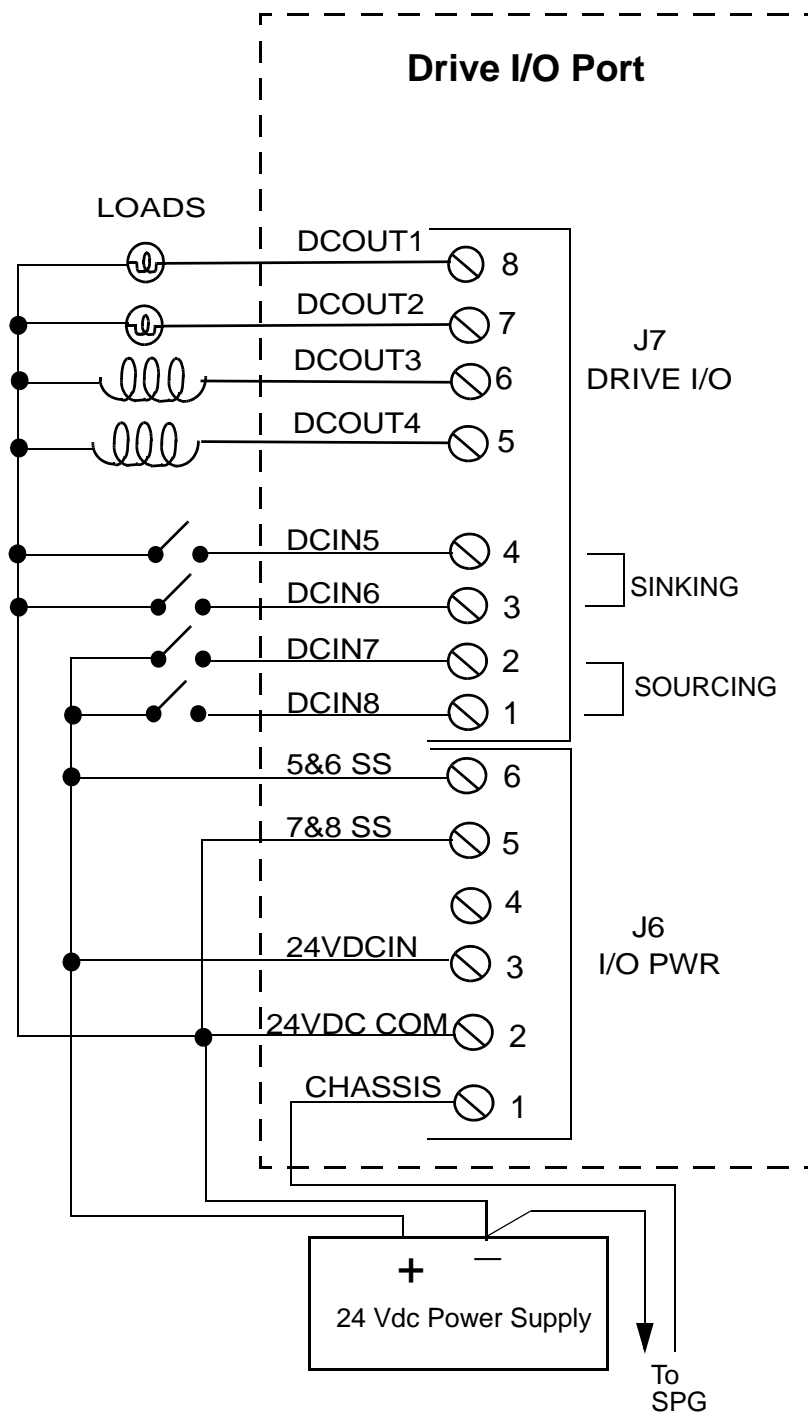 Drive I/O Port
LOADS
DCOUT1
8
DCOUT2
7
DCOUT3
6
DCOUT4
5
J7
DRIVE I/O
DCIN5
4
DCIN6
3
SINKING
DCIN7
2
DCIN8
1
SOURCING
5&6 SS
6
7&8 SS
5
4
24VDCIN
3
J6
I/O PWR
24VDC COM
2
CHASSIS
1
+ –
24 Vdc Power Supply
To
SPG